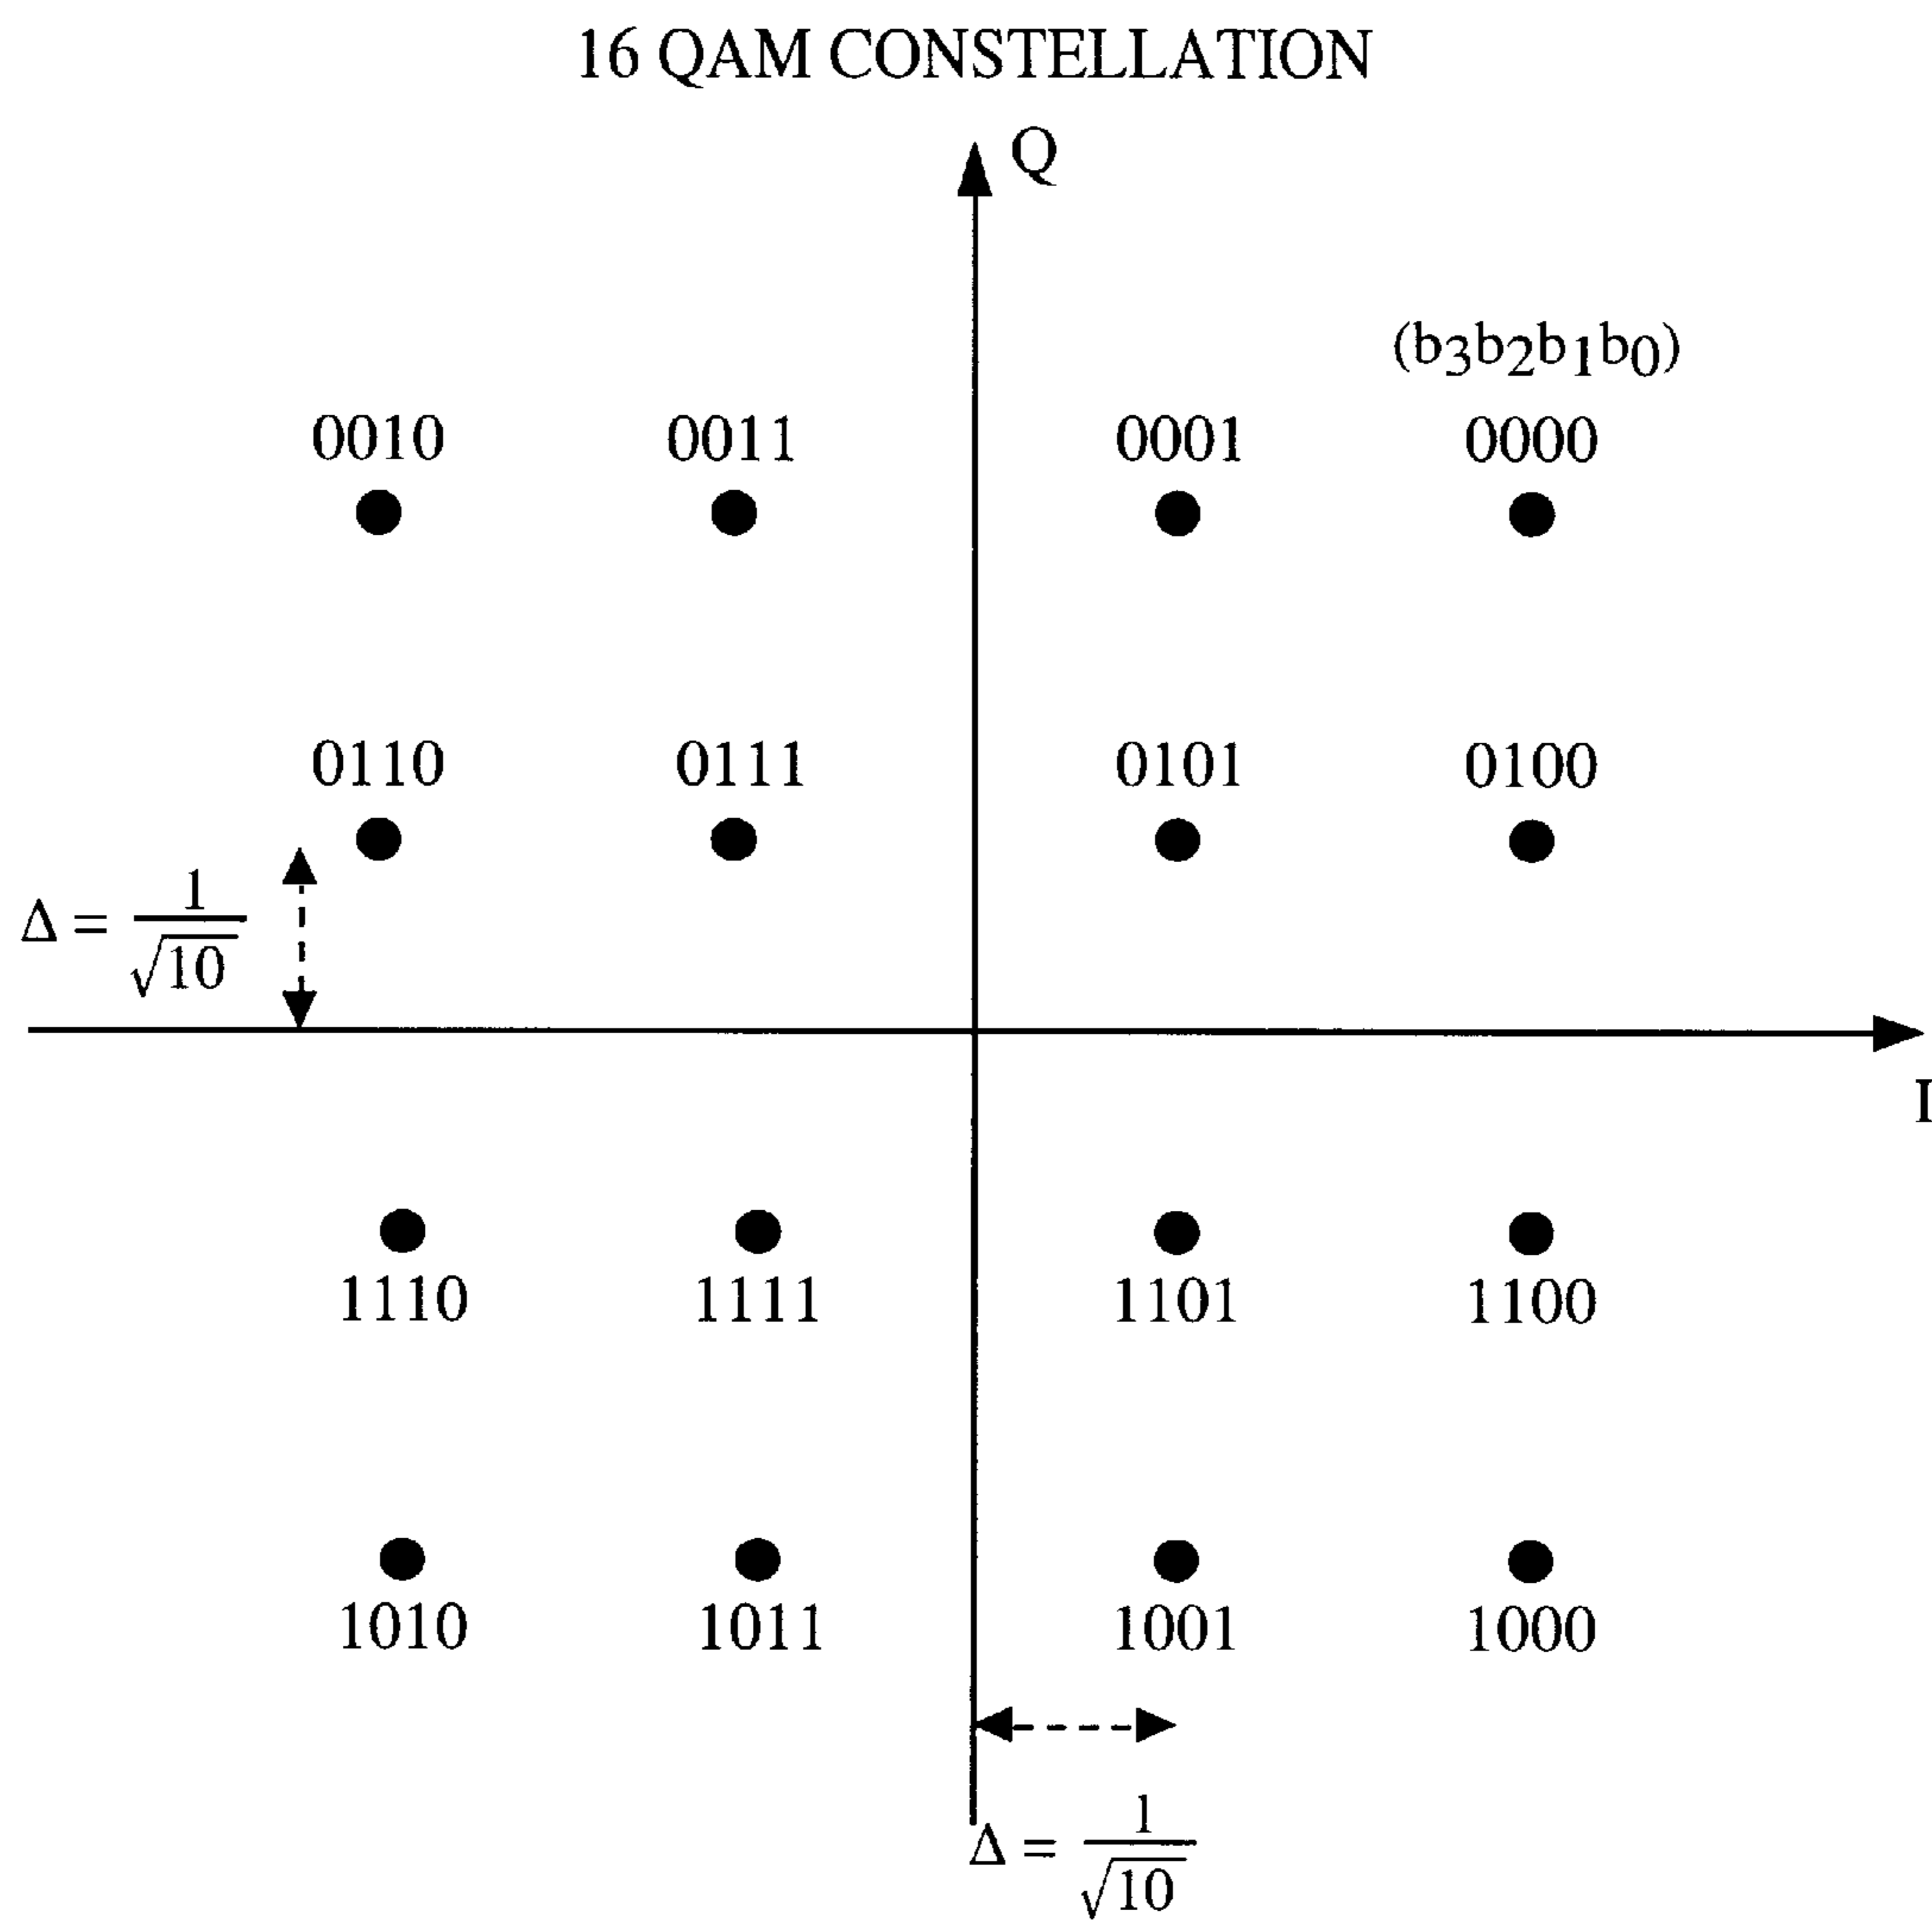 16 QAM CONSTELLATION
Q
(b3b2b1b0)
0010 0011 0001 0000
0110 0111 0101 0100
Δ = 1/√10
I
1110 1111 1101 1100
1010 1011 1001 1000
Δ = 1/√10